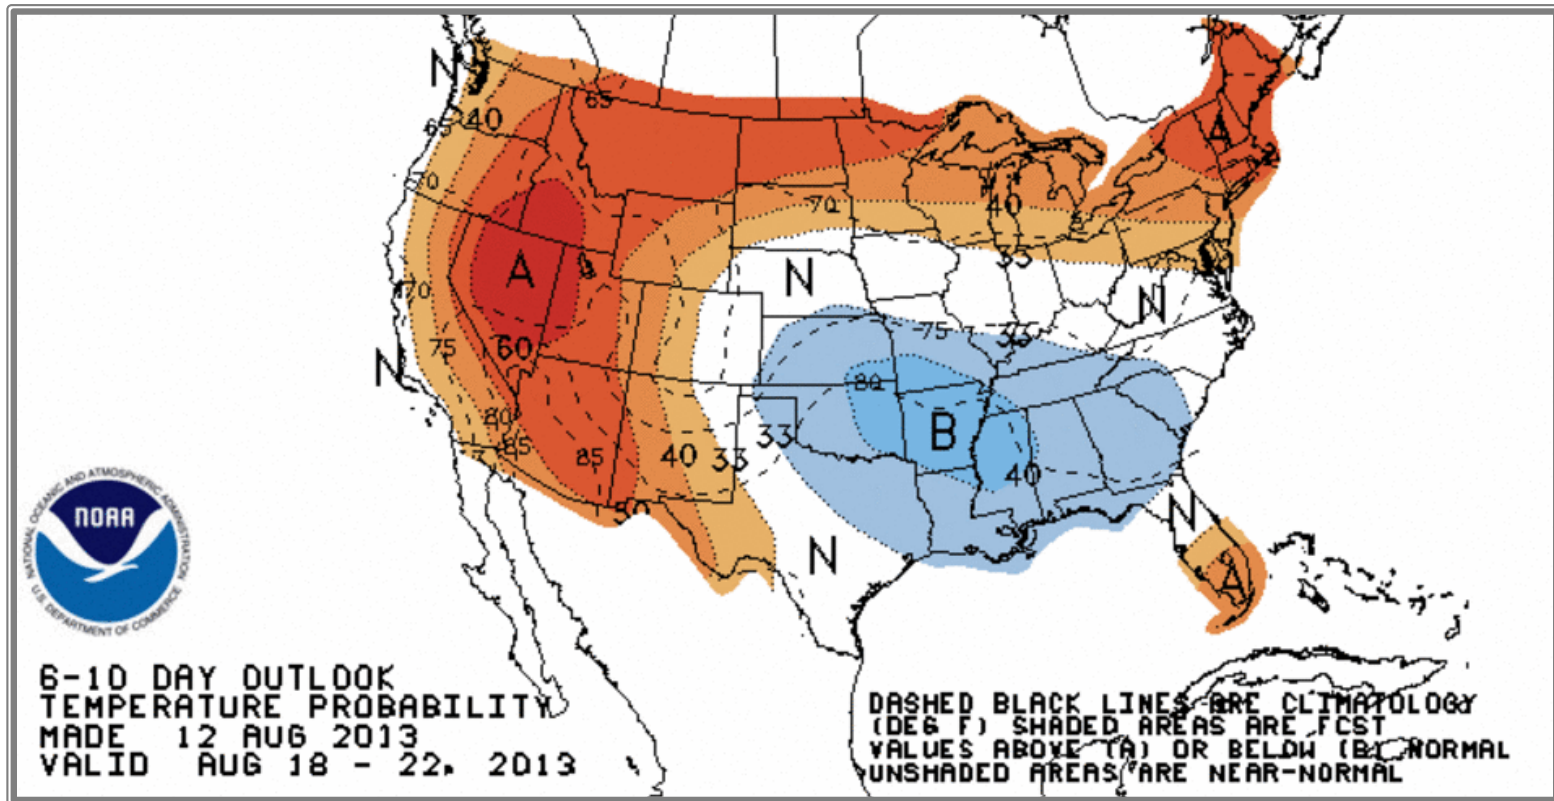 N
65
40
65
A
70
70
40
A
N
33
N
70
60
75
75
33
N
80
80
B
85
85
40
33
33
40
50
N
N
A
NATIONAL OCEANIC AND ATMOSPHERIC ADMINISTRATION
NOAA
U.S. DEPARTMENT OF COMMERCE
6-10 DAY OUTLOOK
TEMPERATURE PROBABILITY
MADE 12 AUG 2013
VALID AUG 18 - 22, 2013
DASHED BLACK LINES ARE CLIMATOLOGY
(DEG F) SHADED AREAS ARE FCST
VALUES ABOVE (A) OR BELOW (B) NORMAL
UNSHADED AREAS ARE NEAR-NORMAL